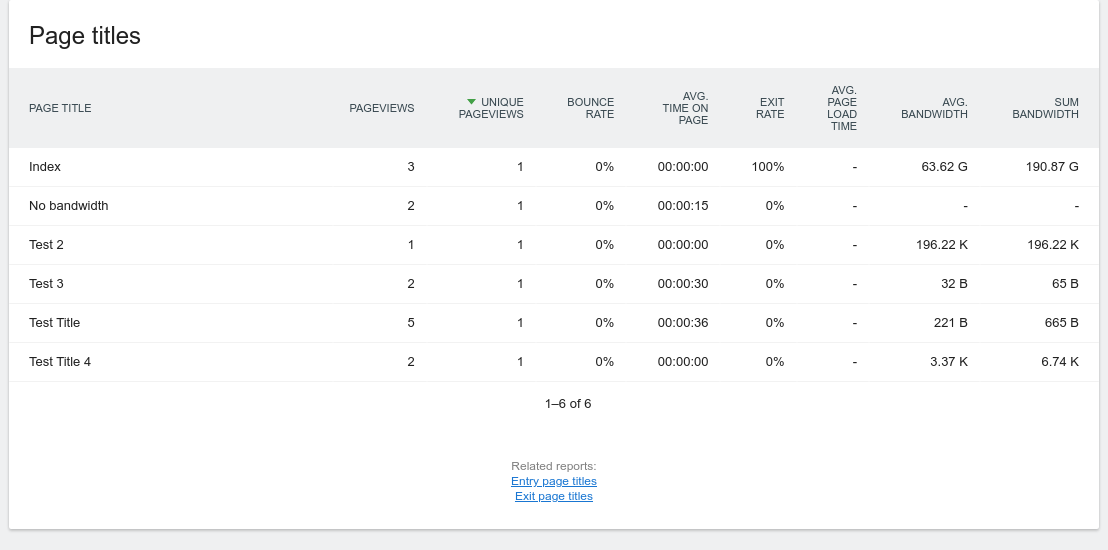 Page titles
PAGE TITLE PAGEVIEWS UNIQUE PAGEVIEWS BOUNCE RATE AVG. TIME ON PAGE EXIT RATE AVG. PAGE LOAD TIME AVG. BANDWIDTH SUM BANDWIDTH
Index 3 1 0% 00:00:00 100% - 63.62 G 190.87 G
No bandwidth 2 1 0% 00:00:15 0% - - -
Test 2 1 1 0% 00:00:00 0% - 196.22 K 196.22 K
Test 3 2 1 0% 00:00:30 0% - 32 B 65 B
Test Title 5 1 0% 00:00:36 0% - 221 B 665 B
Test Title 4 2 1 0% 00:00:00 0% - 3.37 K 6.74 K
1–6 of 6
Related reports:
Entry page titles
Exit page titles